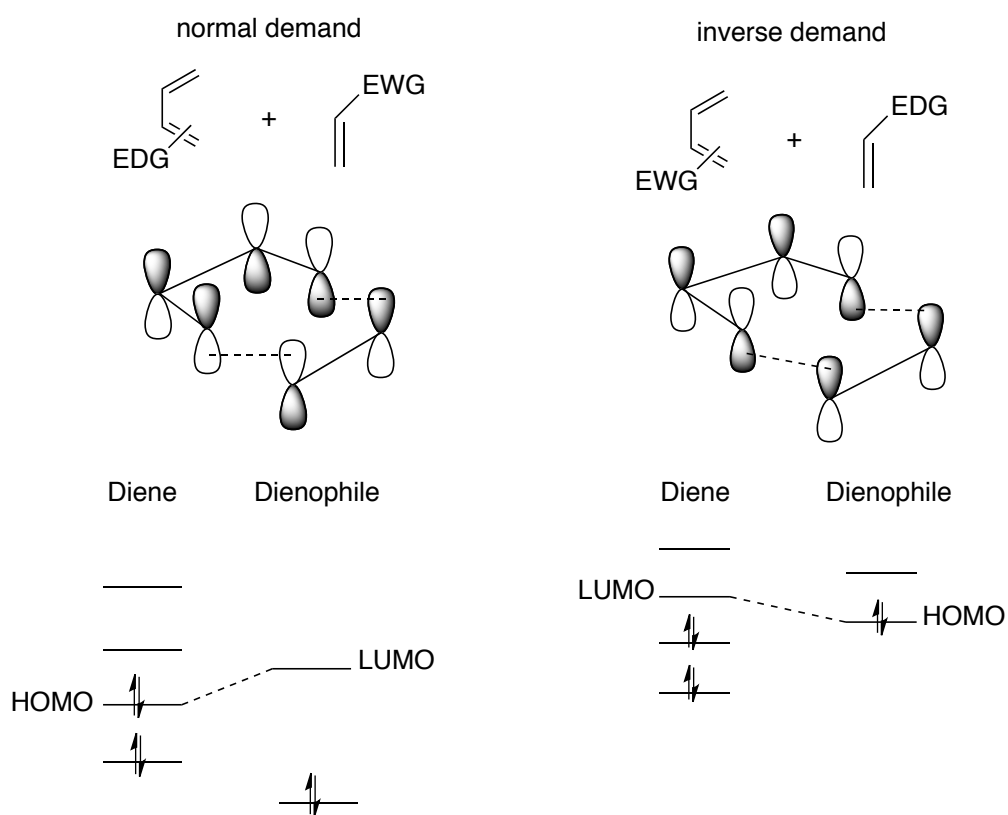 normal demand
inverse demand
EWG
+
EDG
EDG
+
EWG
Diene Dienophile
Diene Dienophile
LUMO
HOMO
LUMO
HOMO